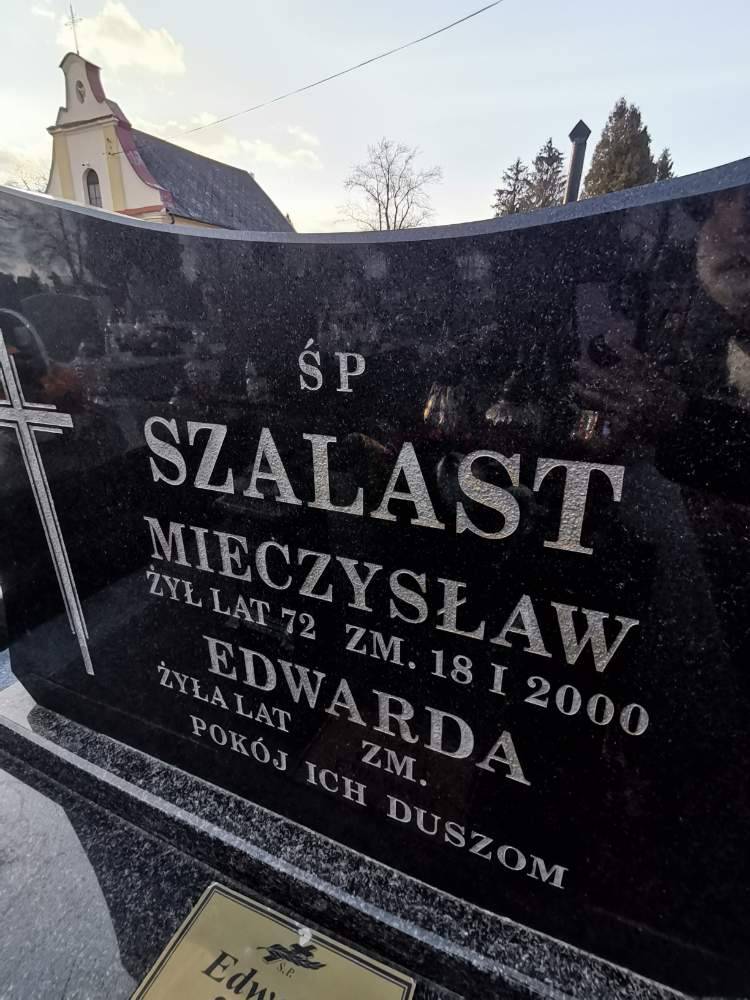 ŚP
SZALAST
MIECZYSŁAW
ŻYŁ LAT 72 ZM. 18 I 2000
EDWARDA
ŻYŁA LAT ZM.
POKÓJ ICH DUSZOM
Ś.P.